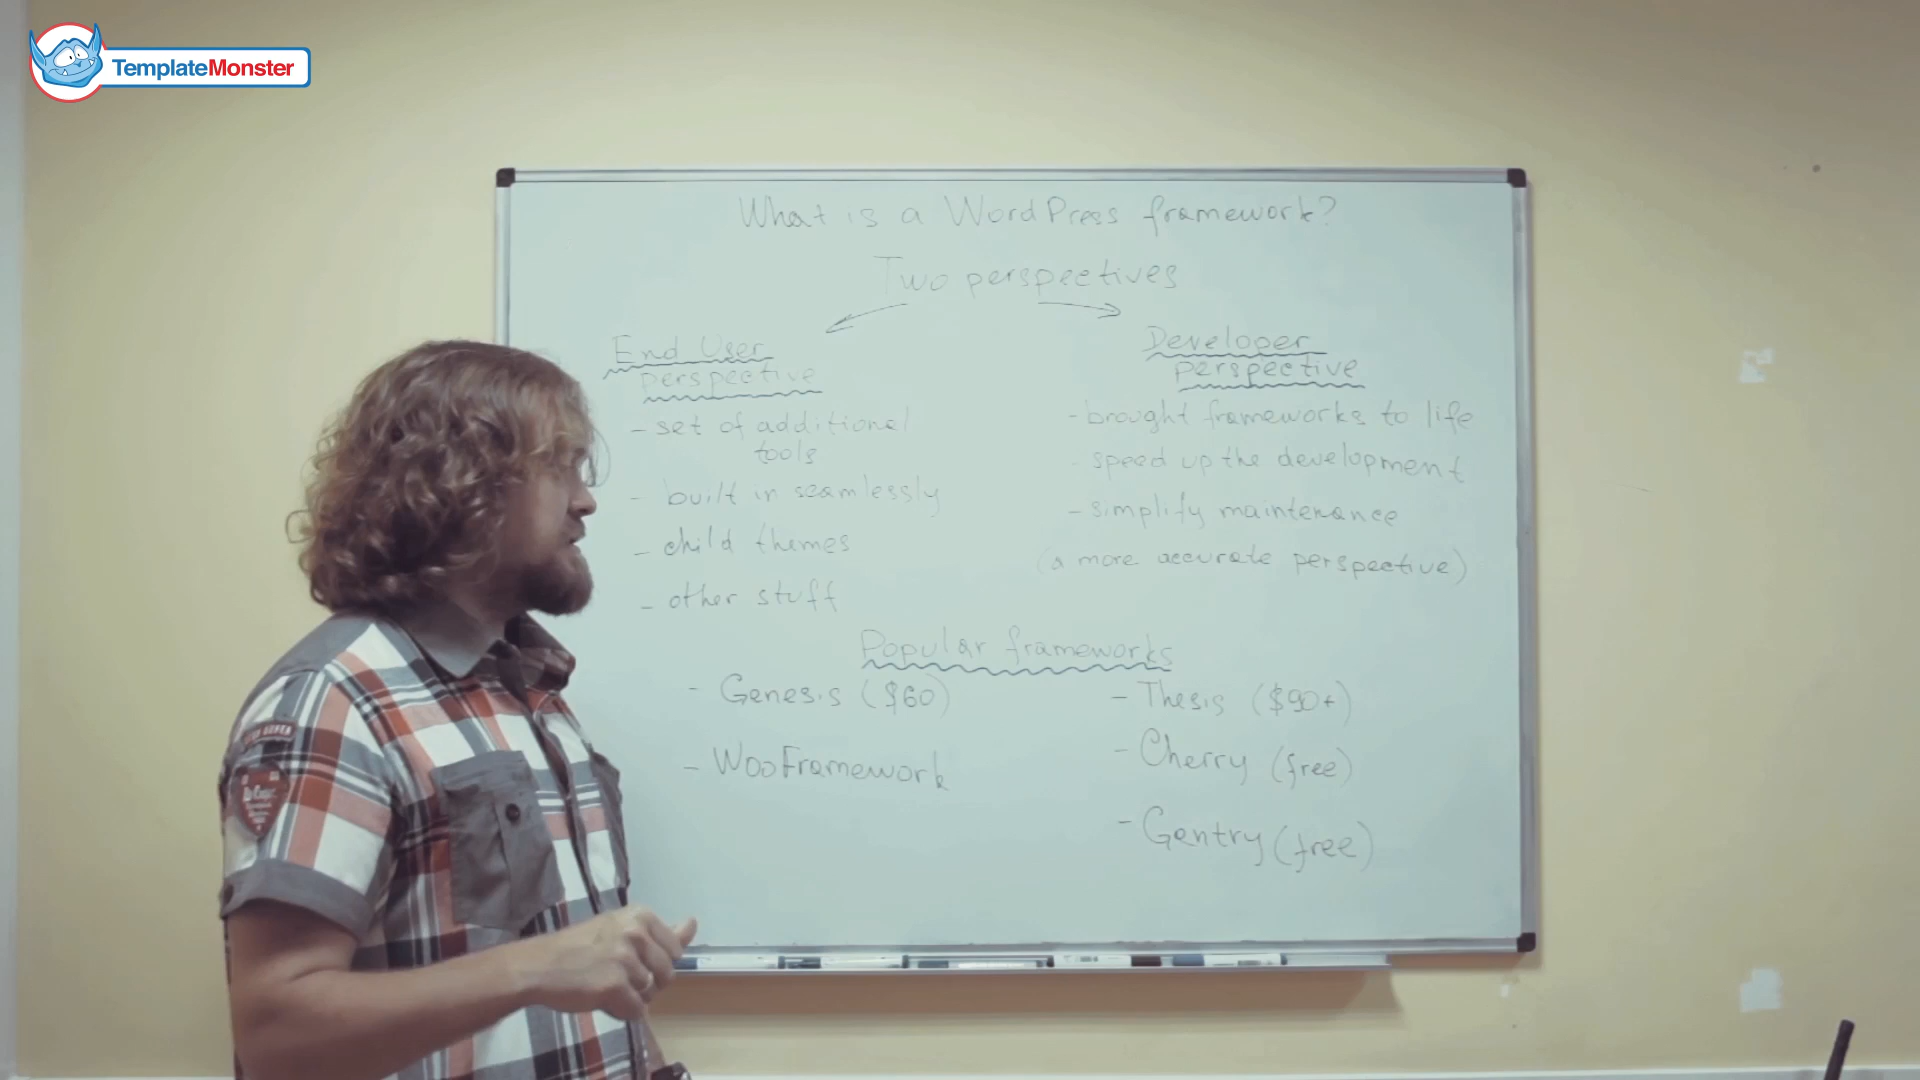 TemplateMonster
What is a WordPress framework?
Two perspectives
End User
perspective
- set of additional
tools
- built in seamlessly
- child themes
- other stuff
Developer
perspective
- brought frameworks to life
- speed up the development
- simplify maintenance
(a more accurate perspective)
Popular frameworks
- Genesis ($60)
- WooFramework
- Thesis ($90+)
- Cherry (free)
- Gentry (free)